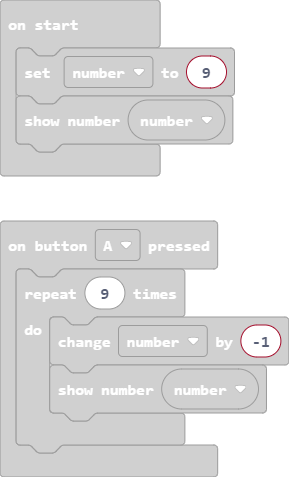 on start
set number to 9
show number number
on button A pressed
repeat 9 times
do
change number by -1
show number number